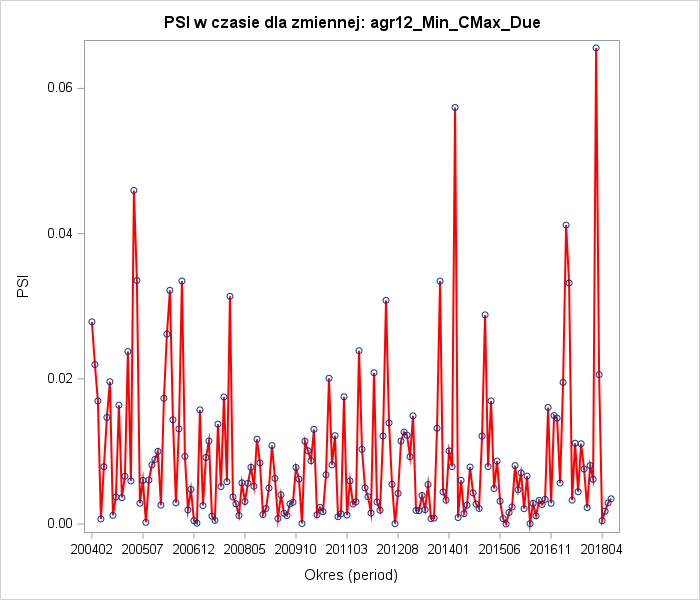 PSI w czasie dla zmiennej: agr12_Min_CMax_Due
0.06
0.04
0.02
0.00
PSI
200402 200507 200612 200805 200910 201103 201208 201401 201506 201611 201804
Okres (period)